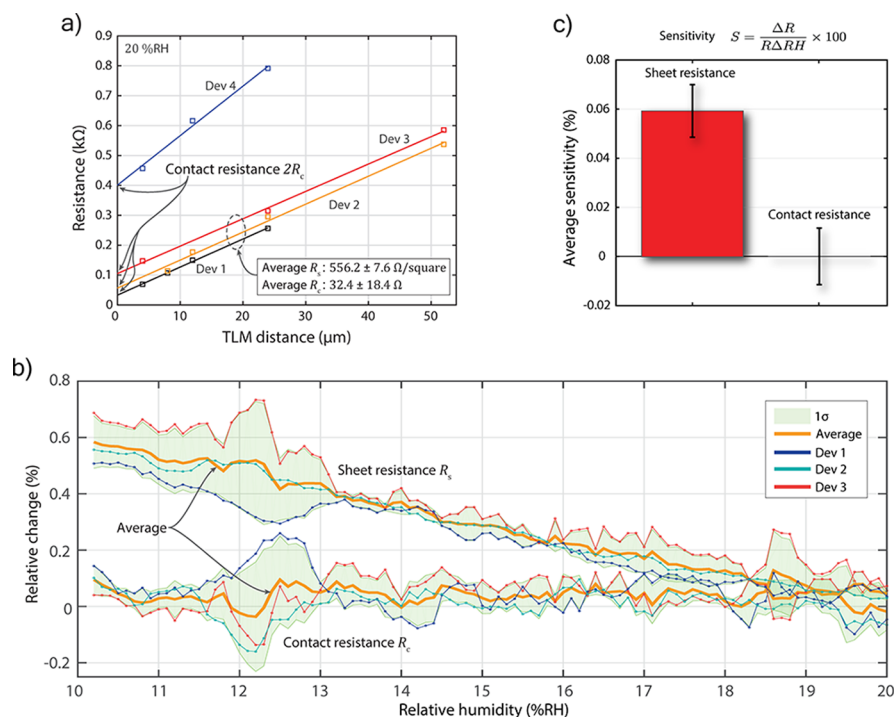 a)
0.9
0.8
0.7
0.6
0.5
0.4
0.3
0.2
0.1
0
20 %RH
Dev 4
Contact resistance 2Rc
Dev 3
Dev 2
Dev 1
Average Rs: 556.2 ± 7.6 Ω/square
Average Rc: 32.4 ± 18.4 Ω
0 10 20 30 40 50
Resistance (kΩ)
TLM distance (μm)
c)
Sensitivity S = ΔR / RΔRH × 100
Sheet resistance
Contact resistance
0.08
0.06
0.04
0.02
0
-0.02
Average sensitivity (%)
b)
0.8
0.6
0.4
0.2
0
-0.2
Relative change (%)
Sheet resistance Rs
Average
Contact resistance Rc
1σ
Average
Dev 1
Dev 2
Dev 3
10 11 12 13 14 15 16 17 18 19 20
Relative humidity (%RH)